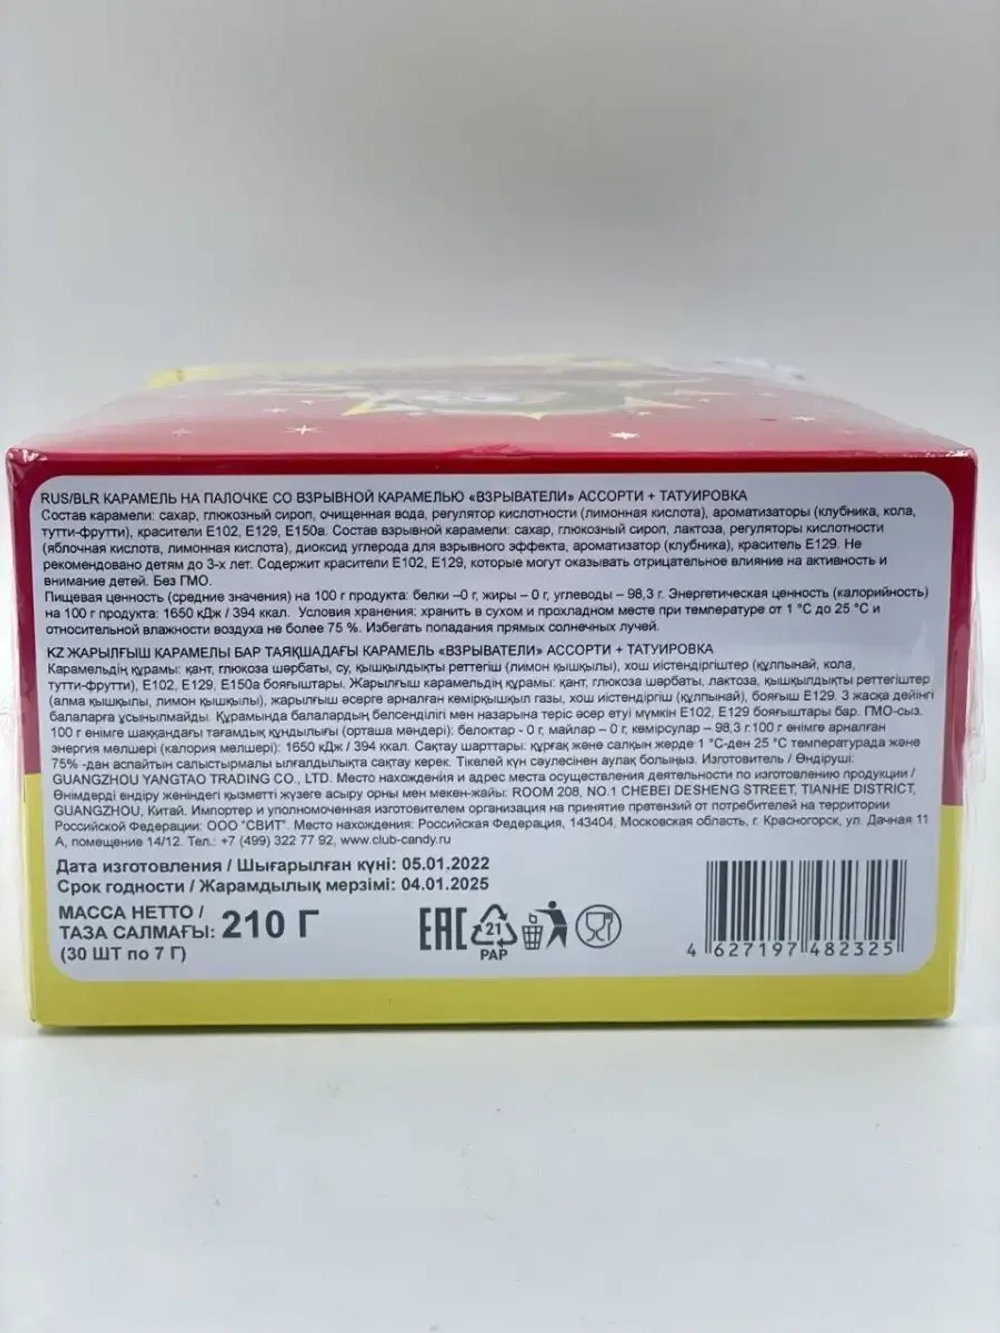 RUS/BLR КАРАМЕЛЬ НА ПАЛОЧКЕ СО ВЗРЫВНОЙ КАРАМЕЛЬЮ «ВЗРЫВАТЕЛИ» АССОРТИ + ТАТУИРОВКА
Состав карамели: сахар, глюкозный сироп, очищенная вода, регулятор кислотности (лимонная кислота), ароматизаторы (клубника, кола,
тутти-фрутти), красители Е102, Е129, Е150а. Состав взрывной карамели: сахар, глюкозный сироп, лактоза, регуляторы кислотности
(яблочная кислота, лимонная кислота), диоксид углерода для взрывного эффекта, ароматизатор (клубника), краситель Е129. Не
рекомендовано детям до 3-х лет. Содержит красители Е102, Е129, которые могут оказывать отрицательное влияние на активность и
внимание детей. Без ГМО.
Пищевая ценность (средние значения) на 100 г продукта: белки –0 г, жиры – 0 г, углеводы – 98,3 г. Энергетическая ценность (калорийность)
на 100 г продукта: 1650 кДж / 394 ккал. Условия хранения: хранить в сухом и прохладном месте при температуре от 1 °С до 25 °С и
относительной влажности воздуха не более 75 %. Избегать попадания прямых солнечных лучей.
KZ ЖАРЫЛҒЫШ КАРАМЕЛЫ БАР ТАЯҚШАДАҒЫ КАРАМЕЛЬ «ВЗРЫВАТЕЛИ» АССОРТИ + ТАТУИРОВКА
Карамельдің құрамы: қант, глюкоза шәрбаты, су, қышқылдықты реттегіш (лимон қышқылы), хош иістендіргіштер (құлпынай, кола,
тутти-фрутти), Е102, Е129, Е150а бояғыштары. Жарылғыш карамельдің құрамы: қант, глюкоза шәрбаты, лактоза, қышқылдықты реттегіштер
(алма қышқылы, лимон қышқылы), жарылғыш әсерге арналған көмірқышқыл газы, хош иістендіргіш (құлпынай), бояғыш Е129. 3 жасқа дейінгі
балаларға ұсынылмайды. Құрамында балалардың белсенділігі мен назарына теріс әсер етуі мүмкін Е102, Е129 бояғыштары бар. ГМО-сыз.
100 г өнімге шаққандағы тағамдық құндылығы (орташа мәндері): белоктар - 0 г, майлар – 0 г, көмірсулар – 98,3 г.100 г өнімге арналған
энергия мөлшері (калория мөлшері): 1650 кДж / 394 ккал. Сақтау шарттары: құрғақ және салқын жерде 1 °С-ден 25 °С температурада және
75% -дан аспайтын салыстырмалы ылғалдылықта сақтау керек. Тікелей күн сәулесінен аулақ болыңыз. Изготовитель / Өндіруші:
GUANGZHOU YANGTAO TRADING CO., LTD. Место нахождения и адрес места осуществления деятельности по изготовлению продукции /
Өнімдерді өндіру жөніндегі қызметті жүзеге асыру орны мен мекен-жайы: ROOM 208, NO.1 CHEBEI DESHENG STREET, TIANHE DISTRICT,
GUANGZHOU, Китай. Импортер и уполномоченная изготовителем организация на принятие претензий от потребителей на территории
Российской Федерации: ООО "СВИТ". Место нахождения: Российская Федерация, 143404, Московская область, г. Красногорск, ул. Дачная 11
А, помещение 14/12. Тел.: +7 (499) 322 77 92, www.club-candy.ru
Дата изготовления / Шығарылған күні: 05.01.2022
Срок годности / Жарамдылық мерзімі: 04.01.2025
МАССА НЕТТО /
ТАЗА САЛМАҒЫ: 210 Г
(30 ШТ по 7 Г)
EAC 21 PAP
4 627197 482325